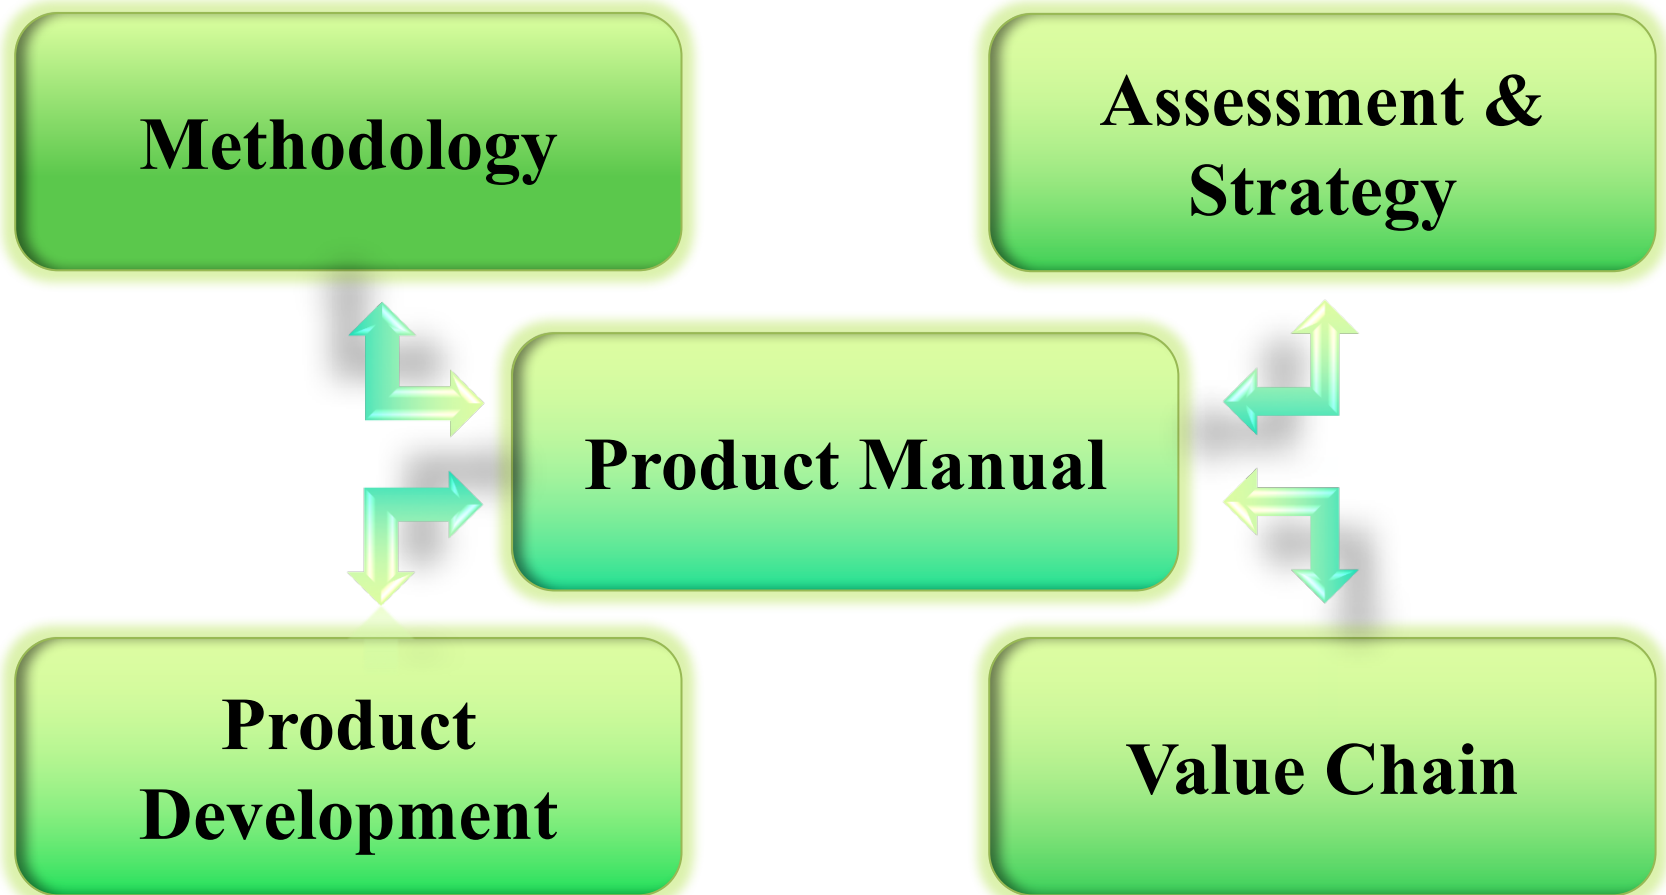 Methodology
Assessment &
Strategy
Product Manual
Product
Development
Value Chain